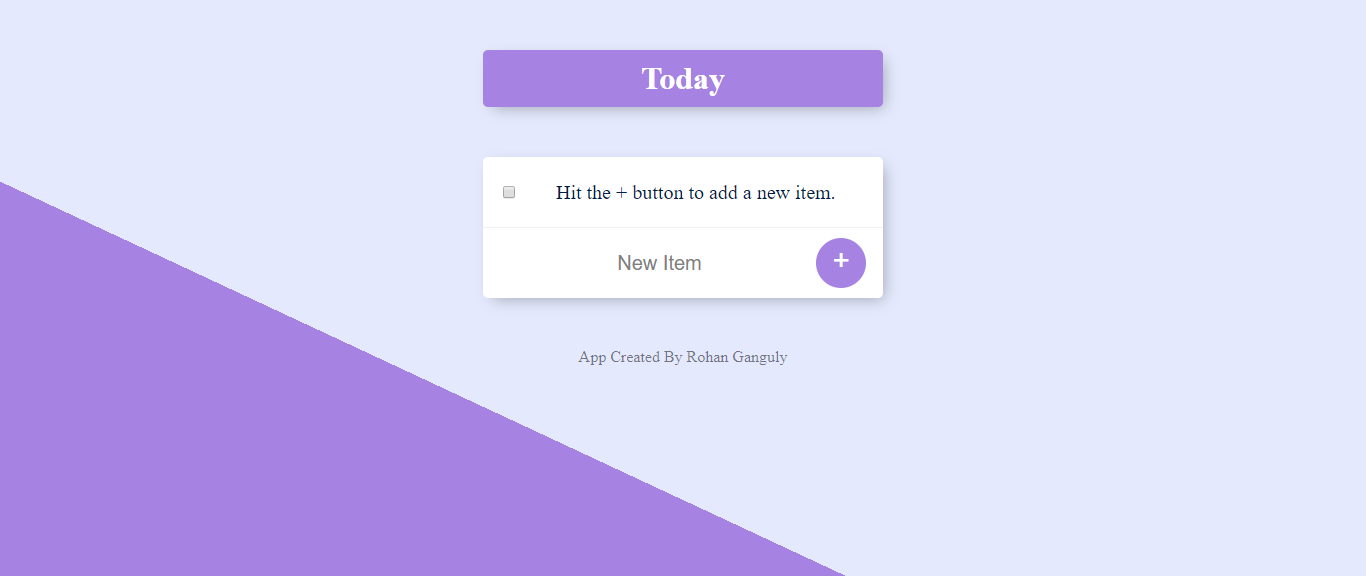 Today
Hit the + button to add a new item.
New Item +
App Created By Rohan Ganguly